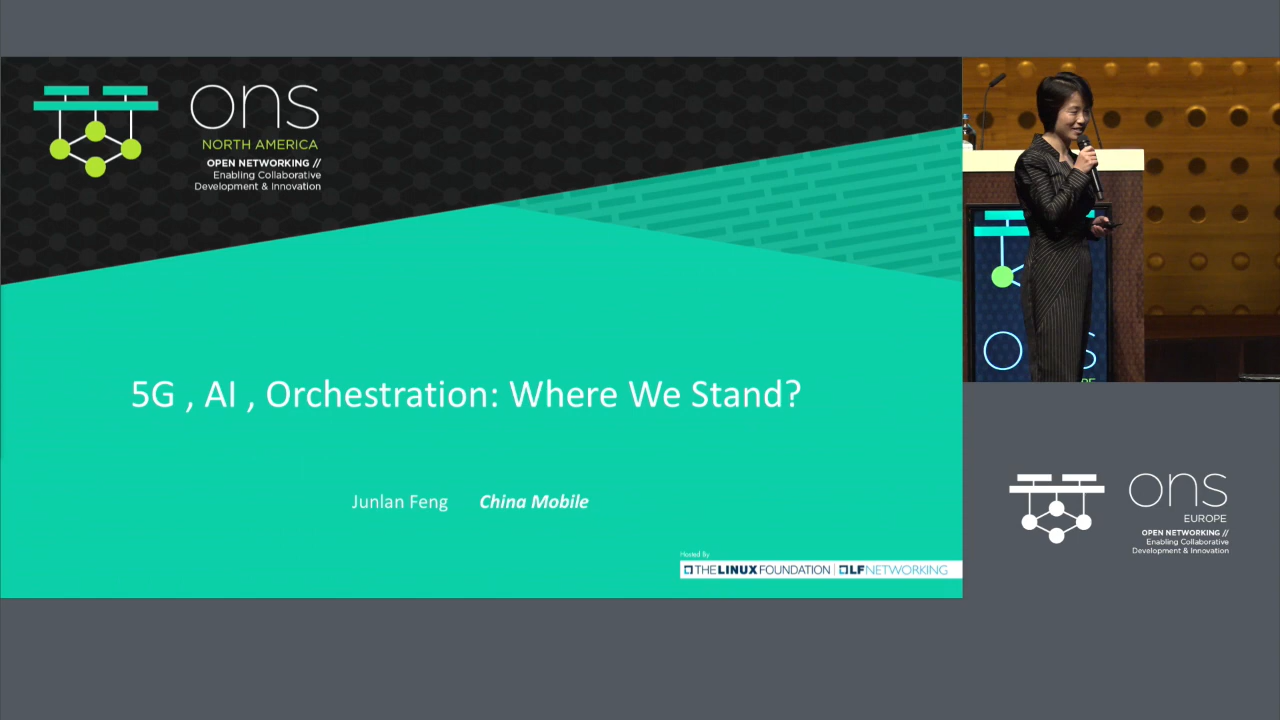 ons
NORTH AMERICA
OPEN NETWORKING //
Enabling Collaborative
Development & Innovation
5G , AI , Orchestration: Where We Stand?
Junlan Feng China Mobile
Hosted By
THE LINUX FOUNDATION | LF NETWORKING
ons
EUROPE
OPEN NETWORKING //
Enabling Collaborative
Development & Innovation